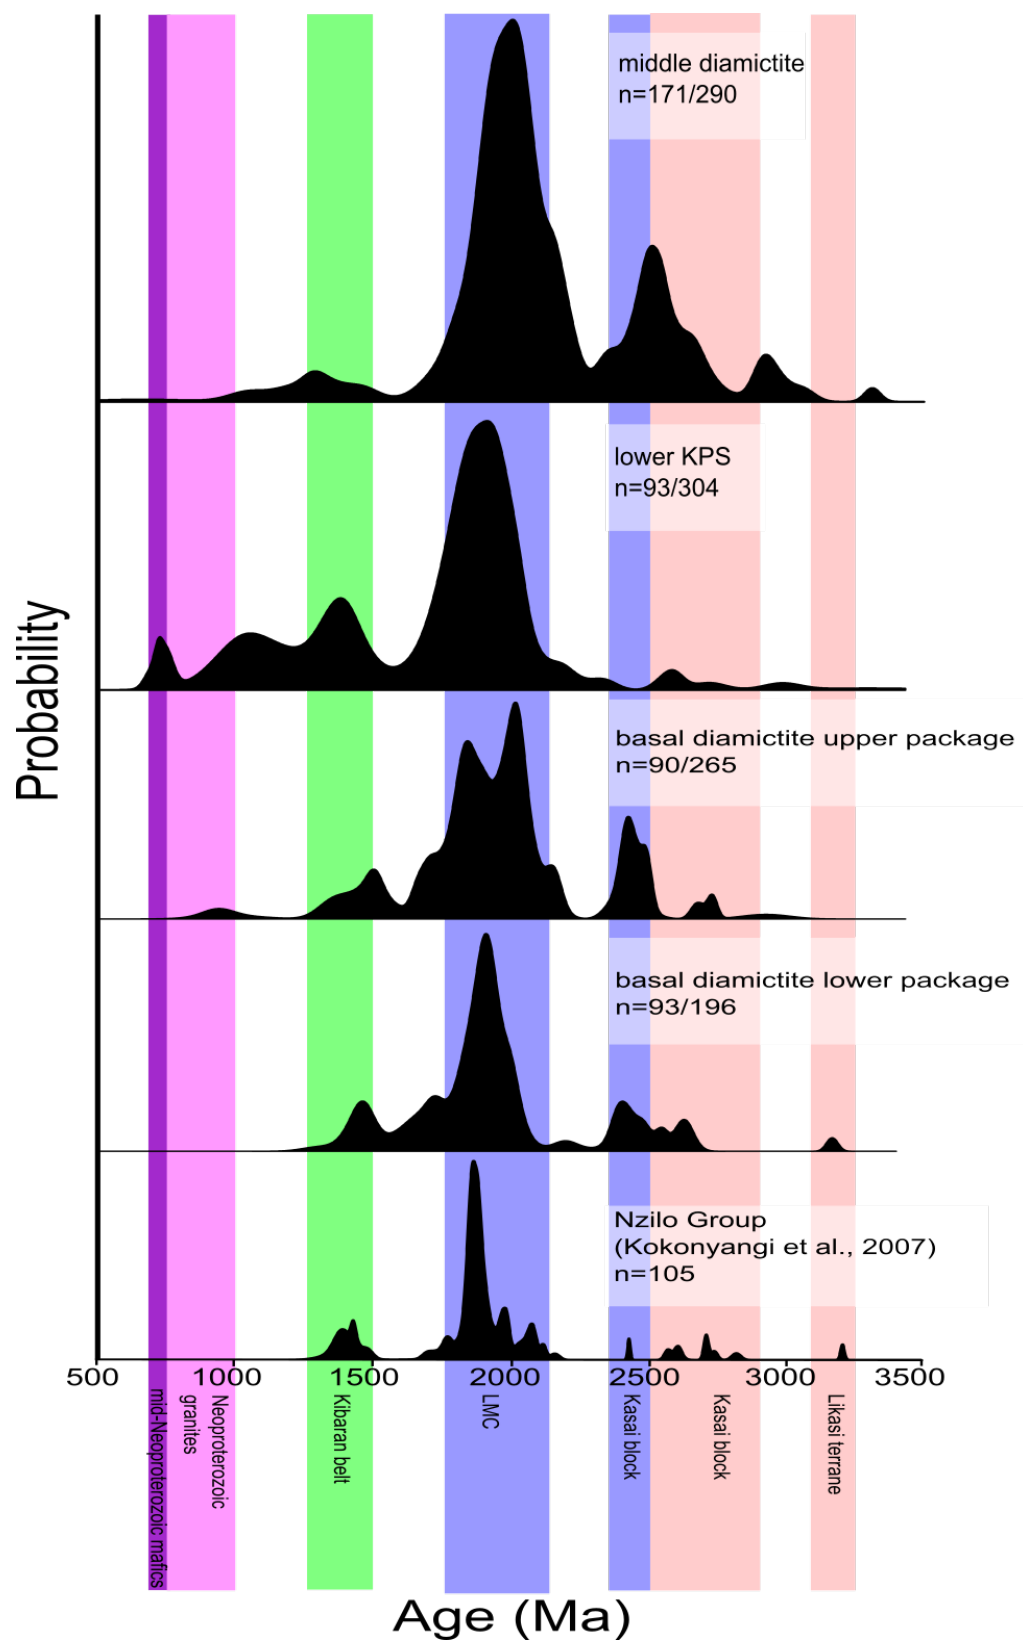 middle diamictite
n=171/290
lower KPS
n=93/304
Probability
basal diamictite upper package
n=90/265
basal diamictite lower package
n=93/196
Nzilo Group
(Kokonyangi et al., 2007)
n=105
500 1000 1500 2000 2500 3000 3500
mid-Neoproterozoic mafics
Neoproterozoic
granites
Kibaran belt
LMC
Kasai block
Kasai block
Likasi terrane
Age (Ma)